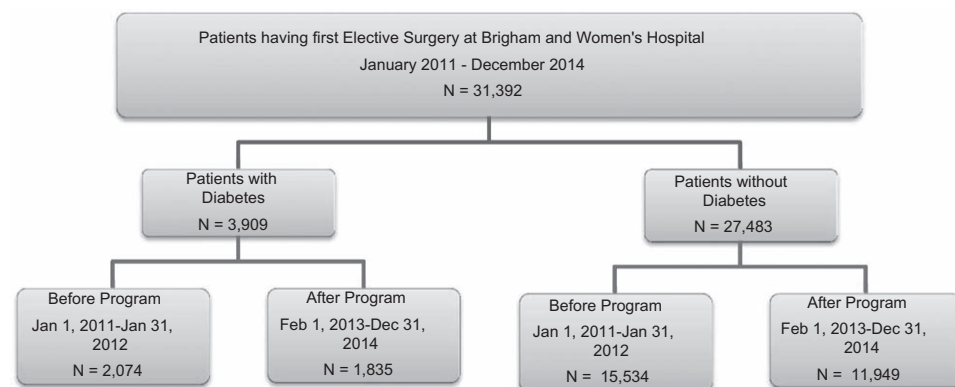 Patients having first Elective Surgery at Brigham and Women's Hospital
January 2011 - December 2014
N = 31,392
Patients with
Diabetes
N = 3,909
Patients without
Diabetes
N = 27,483
Before Program
Jan 1, 2011-Jan 31,
2012
N = 2,074
After Program
Feb 1, 2013-Dec 31,
2014
N = 1,835
Before Program
Jan 1, 2011-Jan 31,
2012
N = 15,534
After Program
Feb 1, 2013-Dec 31,
2014
N = 11,949